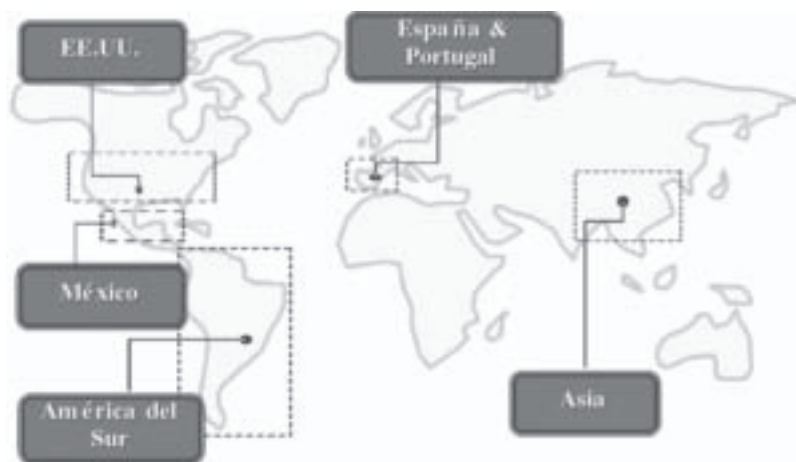 EE.UU.
España &
Portugal
México
América del
Sur
Asia